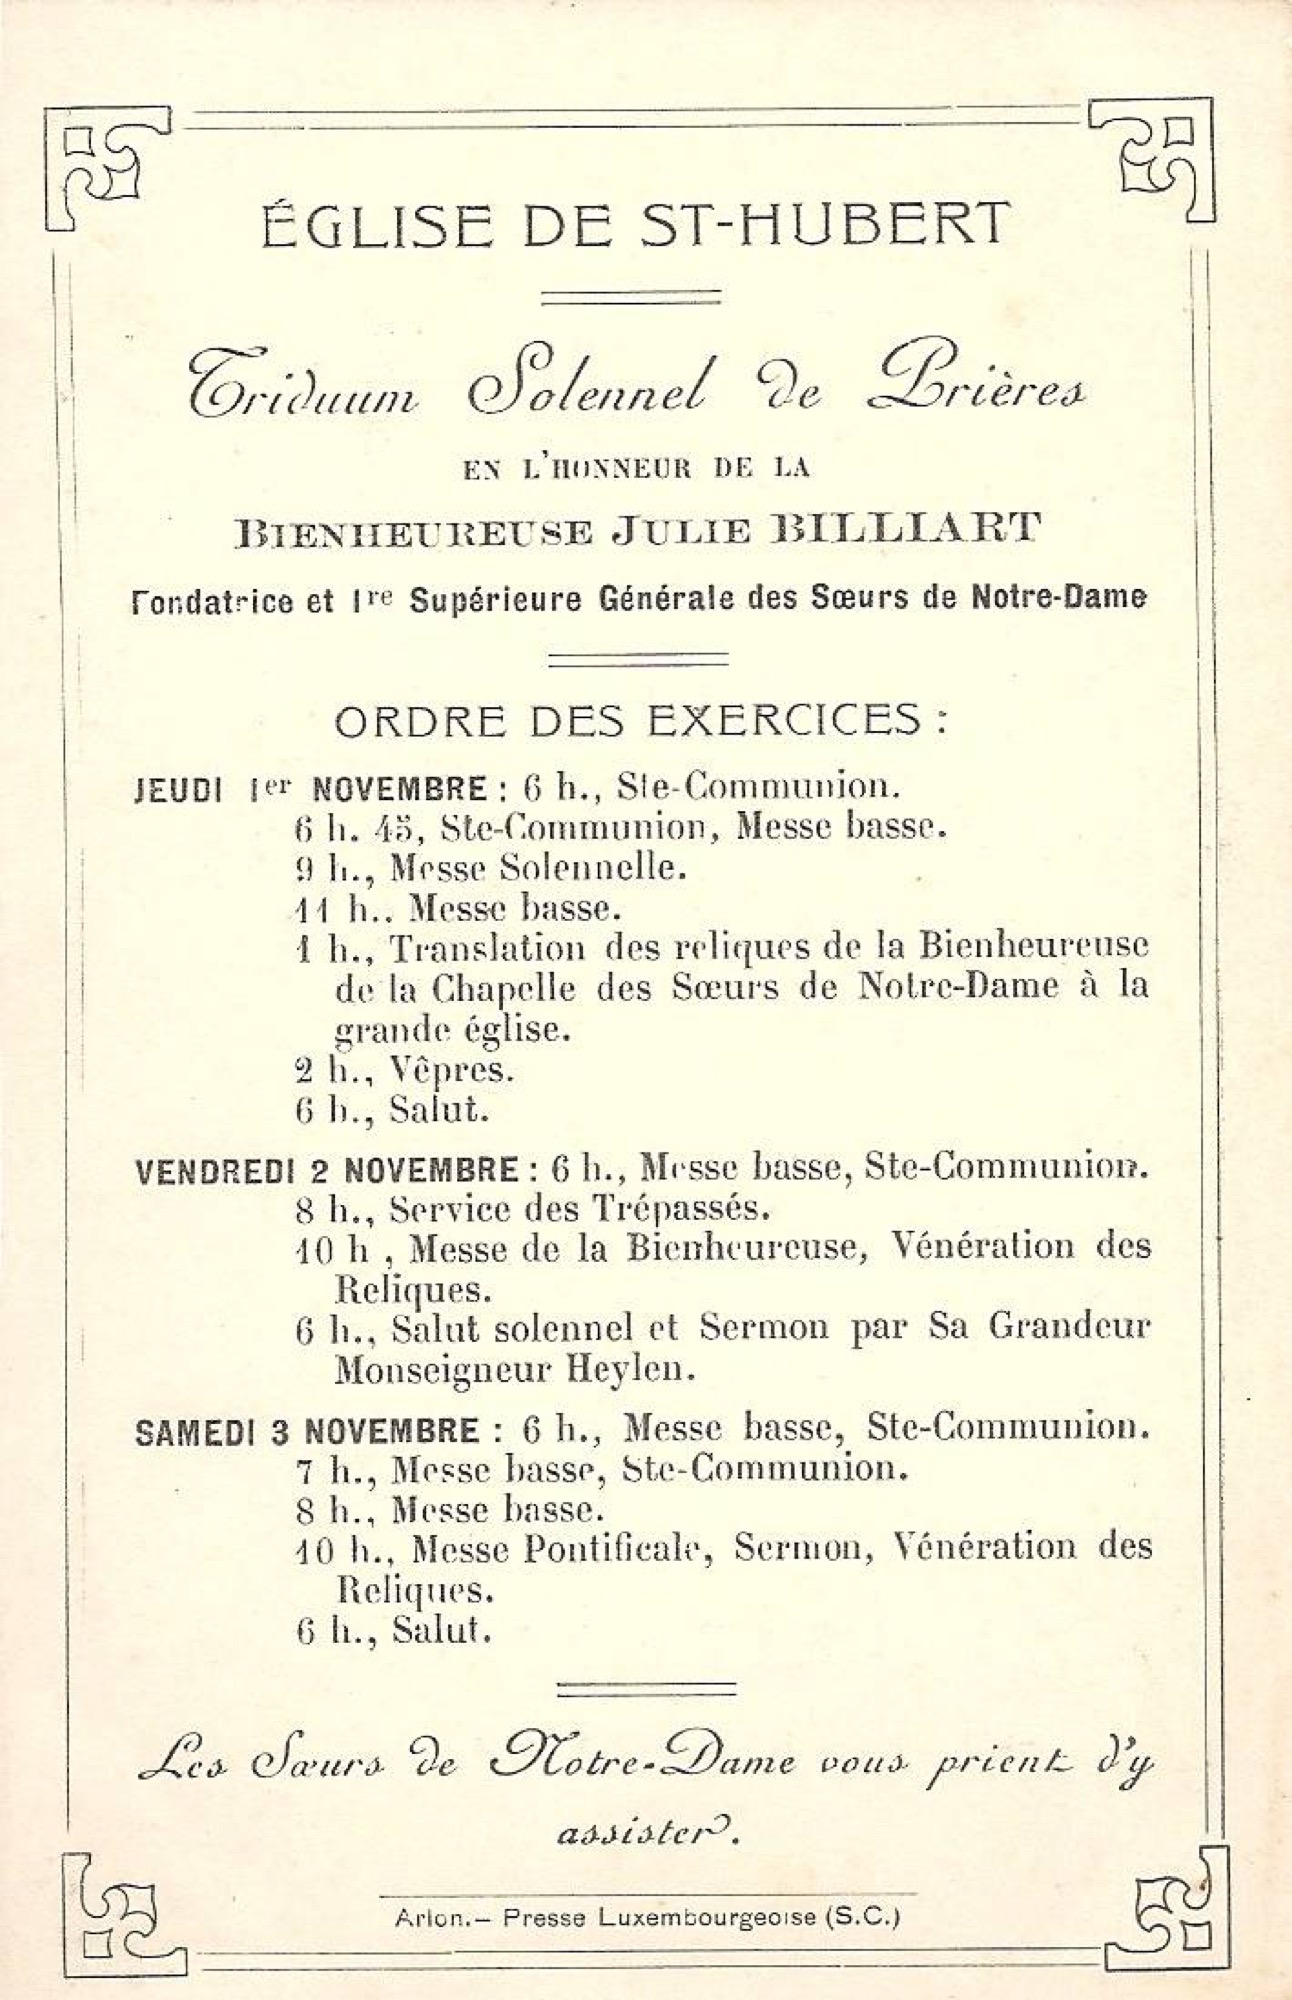 ÉGLISE DE ST-HUBERT
Triduum Solennel de Prières
EN L'HONNEUR DE LA
BIENHEUREUSE JULIE BILLIART
Fondatrice et 1re Supérieure Générale des Sœurs de Notre-Dame
ORDRE DES EXERCICES :
JEUDI 1er NOVEMBRE : 6 h., Ste-Communion.
6 h. 45, Ste-Communion, Messe basse.
9 h., Messe Solennelle.
11 h.. Messe basse.
1 h., Translation des reliques de la Bienheureuse
de la Chapelle des Sœurs de Notre-Dame à la
grande église.
2 h., Vêpres.
6 h., Salut.
VENDREDI 2 NOVEMBRE : 6 h., Messe basse, Ste-Communion.
8 h., Service des Trépassés.
10 h , Messe de la Bienheureuse, Vénération des
Reliques.
6 h., Salut solennel et Sermon par Sa Grandeur
Monseigneur Heylen.
SAMEDI 3 NOVEMBRE : 6 h., Messe basse, Ste-Communion.
7 h., Messe basse, Ste-Communion.
8 h., Messe basse.
10 h., Messe Pontificale, Sermon, Vénération des
Reliques.
6 h., Salut.
Les Sœurs de Notre-Dame vous prient d'y
assister.
Arlon.— Presse Luxembourgeoise (S.C.)